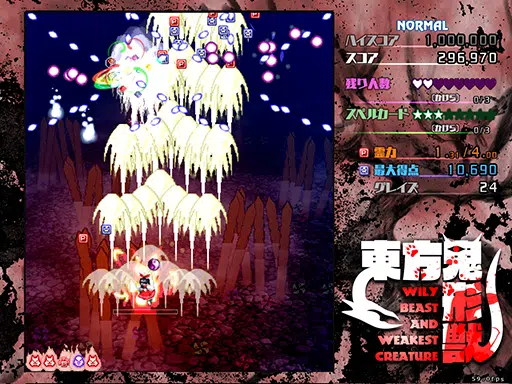 NORMAL
ハイスコア 1,000,000
スコア 296,970
残り人数
(かけら) 0/3
スペルカード
(かけら) 0/3
P 霊力 1.31/4.00
最大得点 10,690
グレイズ 24
東方鬼形獣
WILY
BEAST
AND
WEAKEST
CREATURE
59.0fps